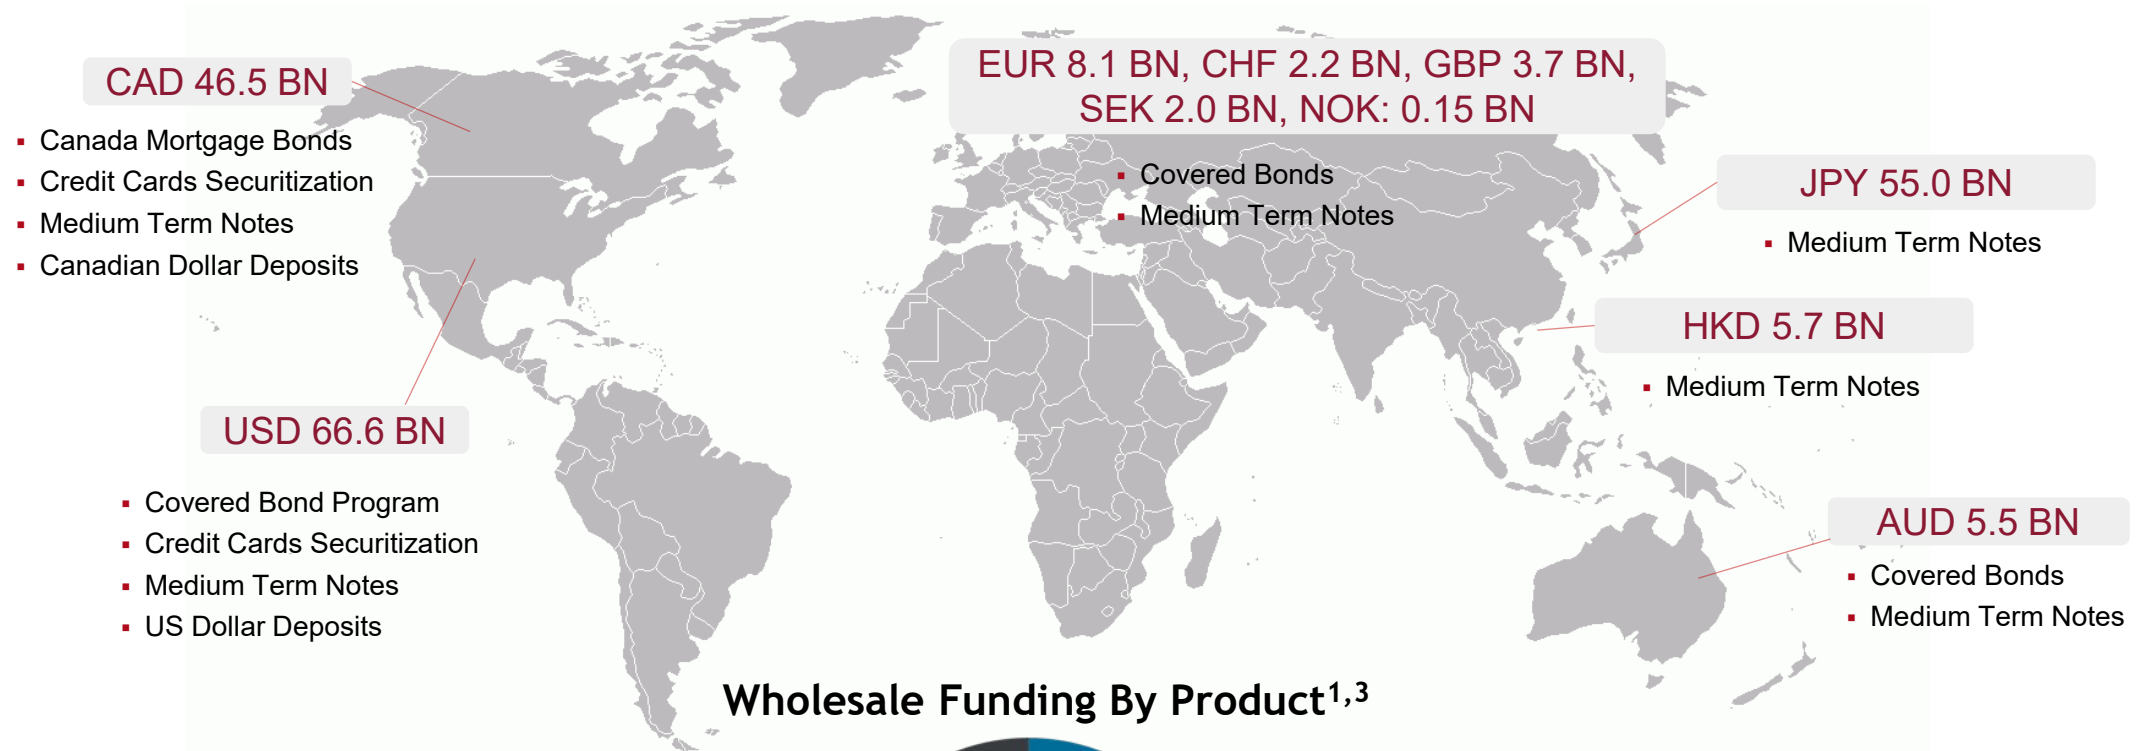 CAD 46.5 BN
▪ Canada Mortgage Bonds
▪ Credit Cards Securitization
▪ Medium Term Notes
▪ Canadian Dollar Deposits
EUR 8.1 BN, CHF 2.2 BN, GBP 3.7 BN,
SEK 2.0 BN, NOK: 0.15 BN
▪ Covered Bonds
▪ Medium Term Notes
JPY 55.0 BN
▪ Medium Term Notes
HKD 5.7 BN
▪ Medium Term Notes
USD 66.6 BN
▪ Covered Bond Program
▪ Credit Cards Securitization
▪ Medium Term Notes
▪ US Dollar Deposits
AUD 5.5 BN
▪ Covered Bonds
▪ Medium Term Notes
Wholesale Funding By Product¹,³